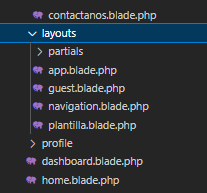 contactanos.blade.php
layouts
partials
app.blade.php
guest.blade.php
navigation.blade.php
plantilla.blade.php
profile
dashboard.blade.php
home.blade.php